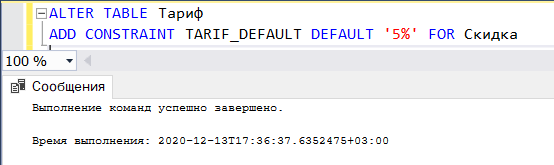 ALTER TABLE Тариф
ADD CONSTRAINT TARIF_DEFAULT DEFAULT '5%' FOR Скидка
100 %
Сообщения
Выполнение команд успешно завершено.
Время выполнения: 2020-12-13T17:36:37.6352475+03:00